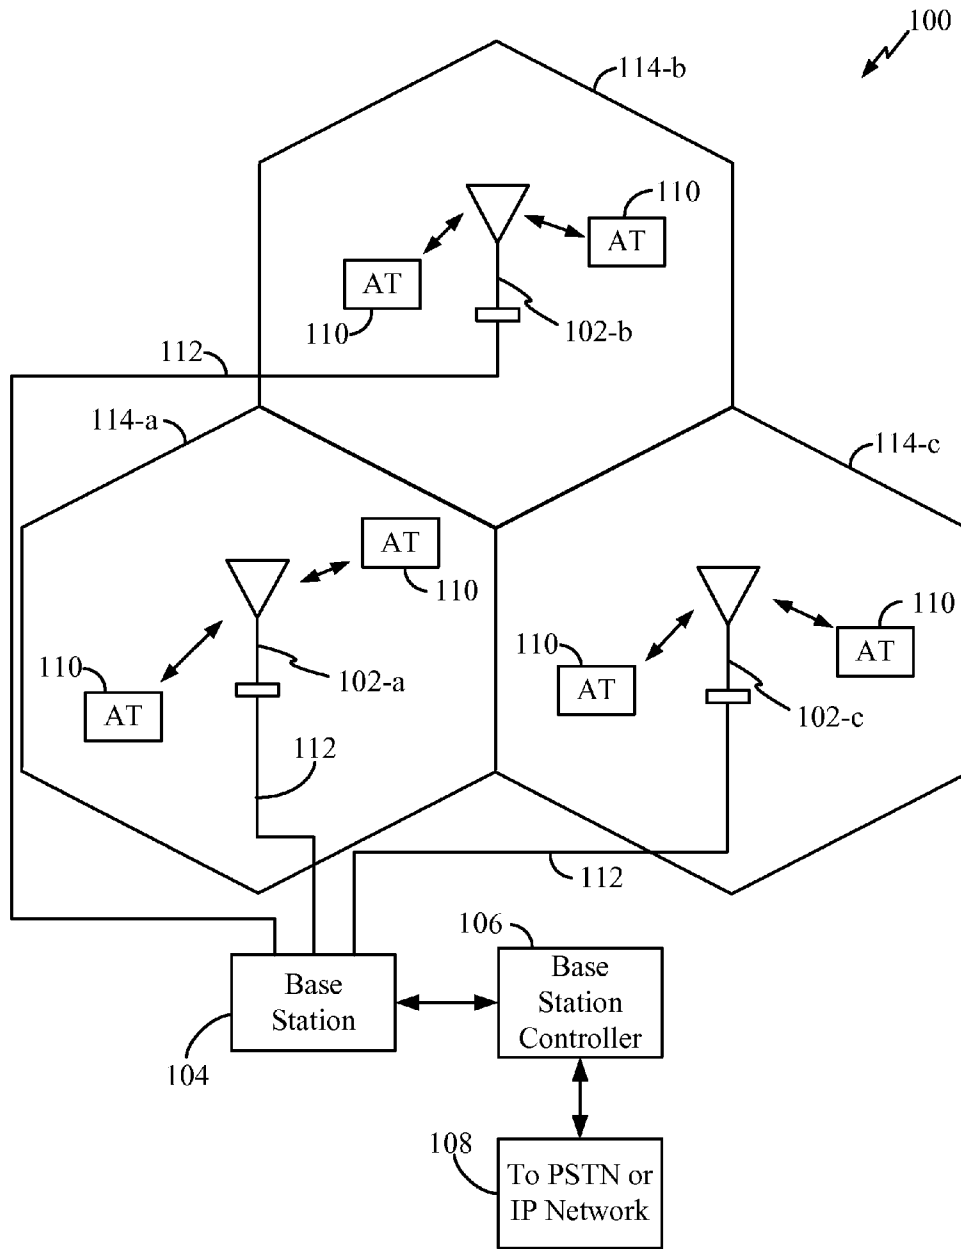 100
114-b
110
AT
AT
110
102-b
112
114-a
114-c
AT
110
110
AT
102-a
110
AT
110
AT
102-c
112
112
106
Base
Station
104
Base
Station
Controller
108
To PSTN or
IP Network